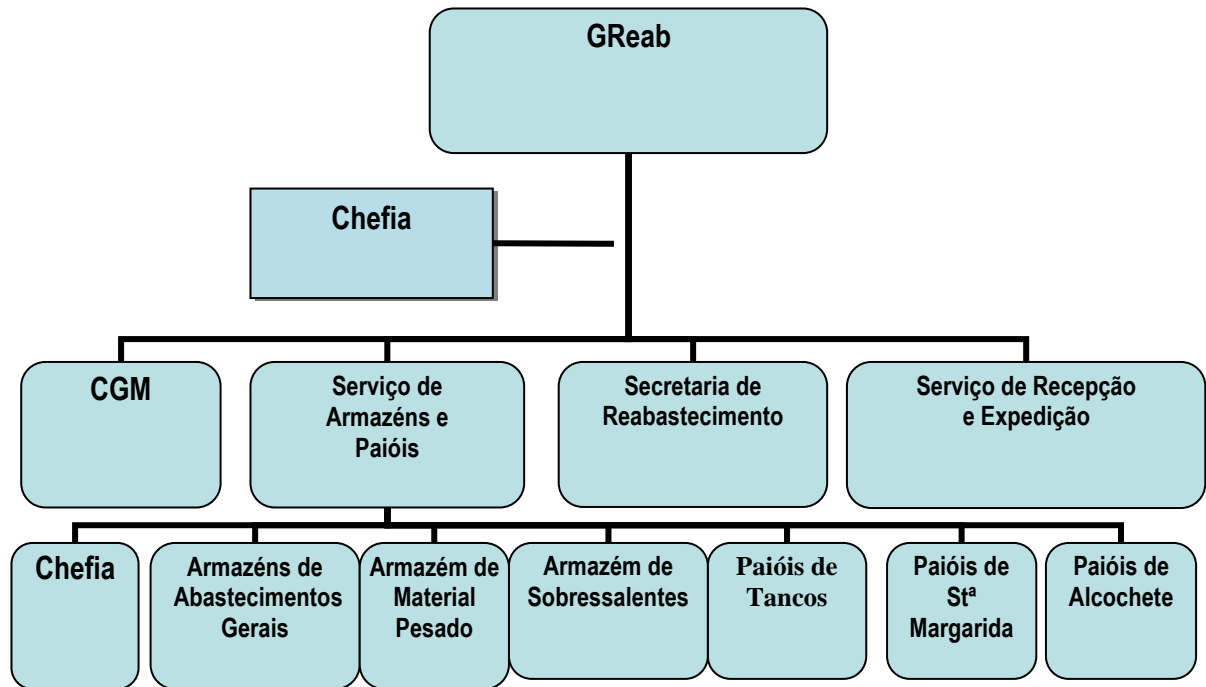 GReab
Chefia
CGM
Serviço de
Armazéns e
Paióis
Secretaria de
Reabastecimento
Serviço de Recepção
e Expedição
Chefia
Armazéns de
Abastecimentos
Gerais
Armazém de
Material
Pesado
Armazém de
Sobressalentes
Paióis de
Tancos
Paióis de
Stª
Margarida
Paióis de
Alcochete